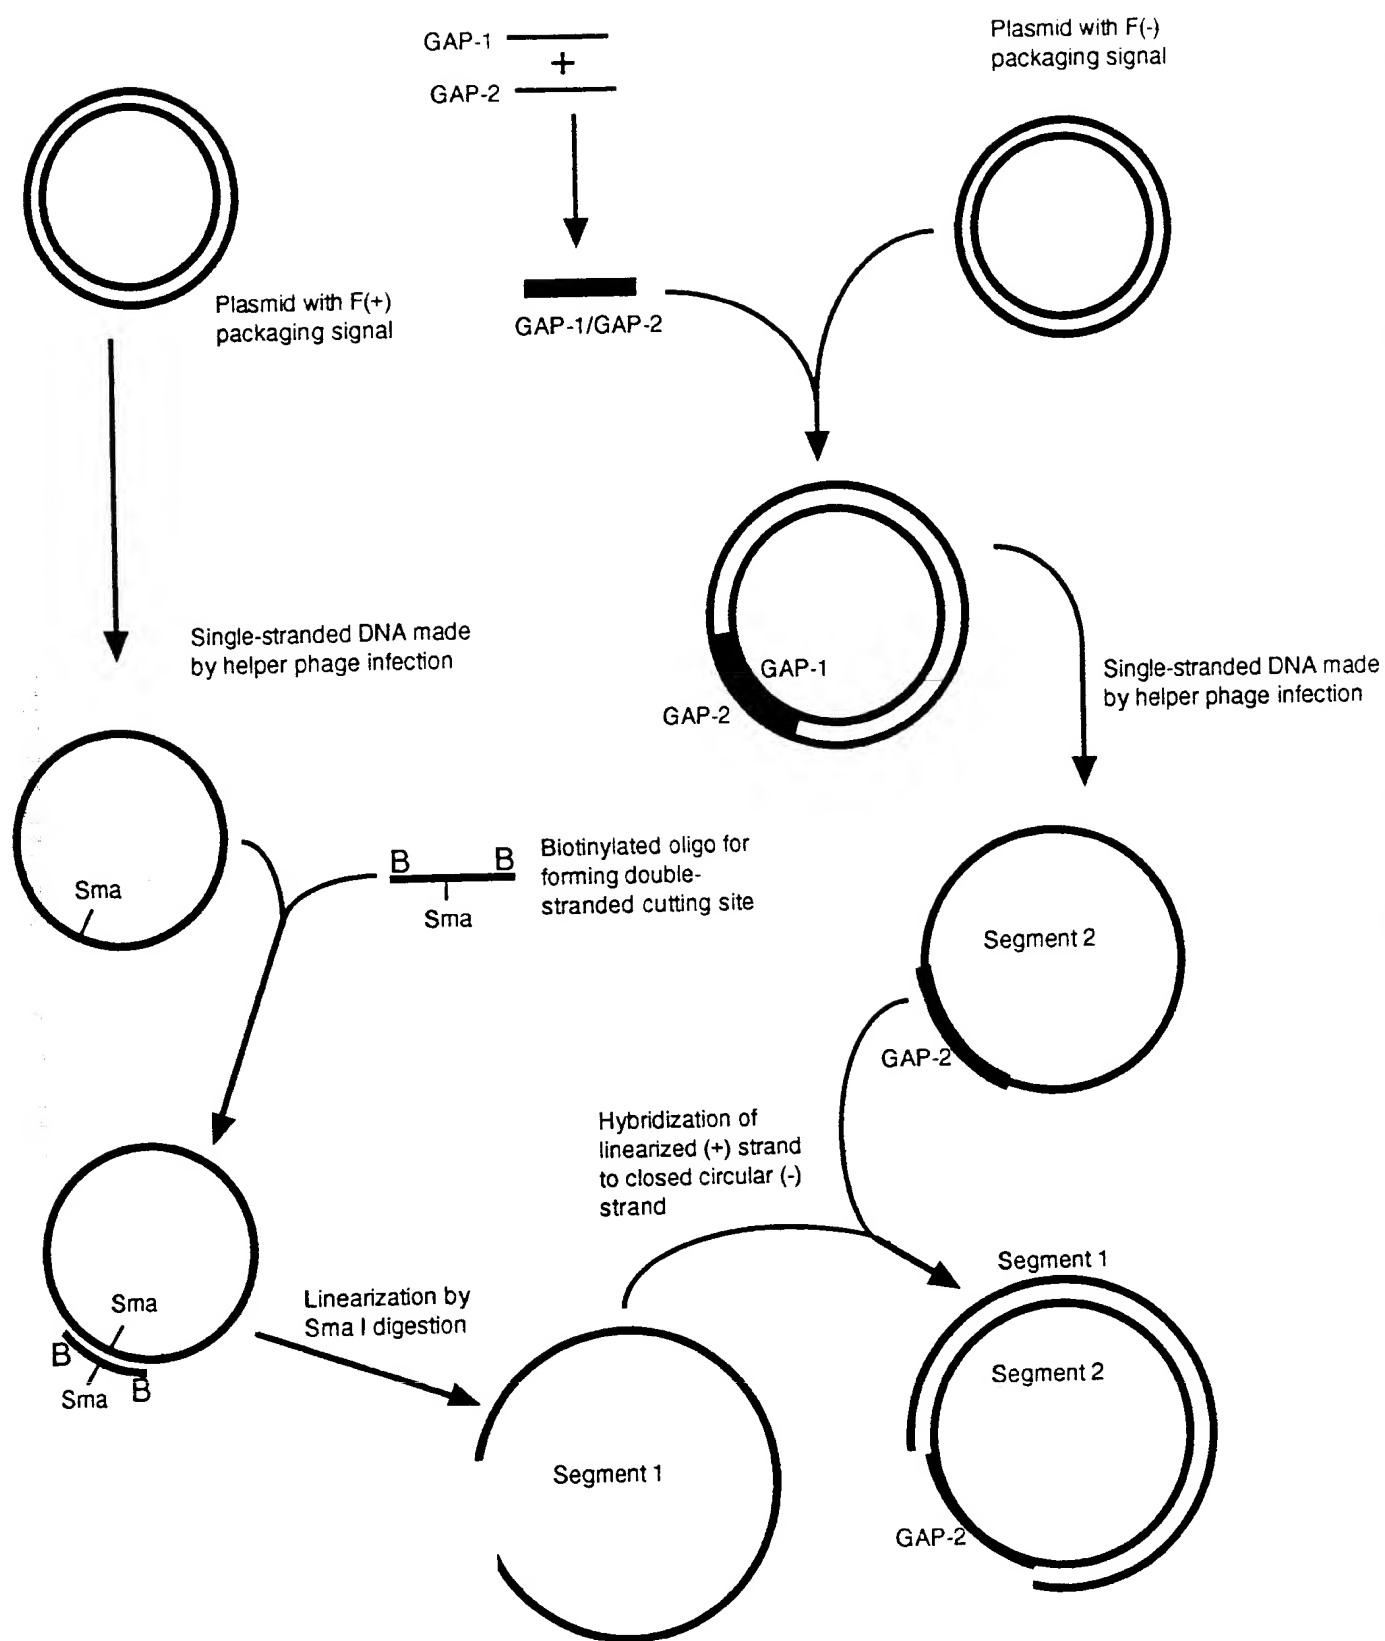 GAP-1
+
GAP-2
Plasmid with F(-)
packaging signal
Plasmid with F(+)
packaging signal
GAP-1/GAP-2
Single-stranded DNA made
by helper phage infection
GAP-1
GAP-2
Single-stranded DNA made
by helper phage infection
Sma
B B
Sma
Biotinylated oligo for
forming double-
stranded cutting site
Segment 2
GAP-2
Hybridization of
linearized (+) strand
to closed circular (-)
strand
Sma
B
Sma
B
Linearization by
Sma I digestion
Segment 1
Segment 1
Segment 2
GAP-2